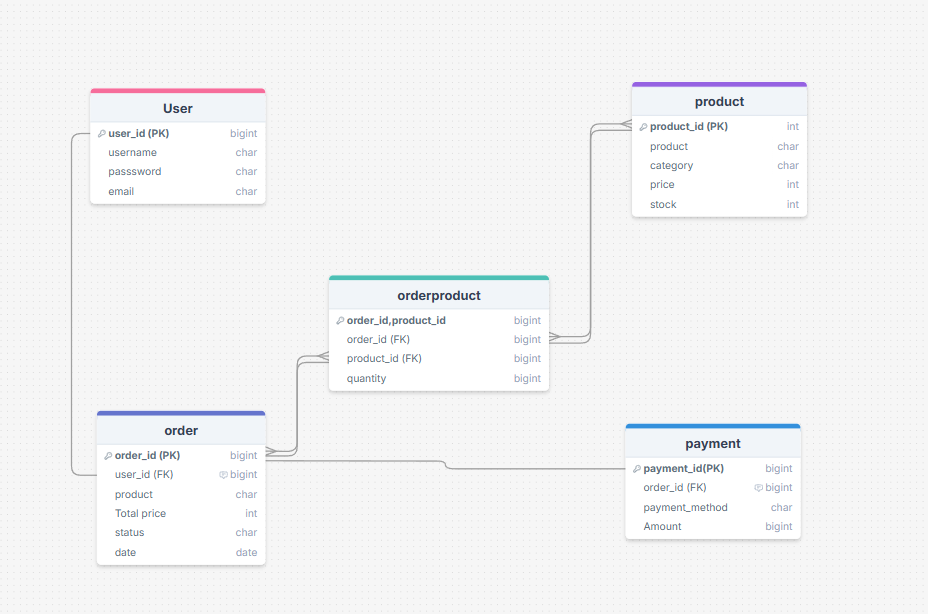 User
user_id (PK) bigint
username char
passsword char
email char
product
product_id (PK) int
product char
category char
price int
stock int
orderproduct
order_id,product_id bigint
order_id (FK) bigint
product_id (FK) bigint
quantity bigint
order
order_id (PK) bigint
user_id (FK) bigint
product char
Total price int
status char
date date
payment
payment_id(PK) bigint
order_id (FK) bigint
payment_method char
Amount bigint